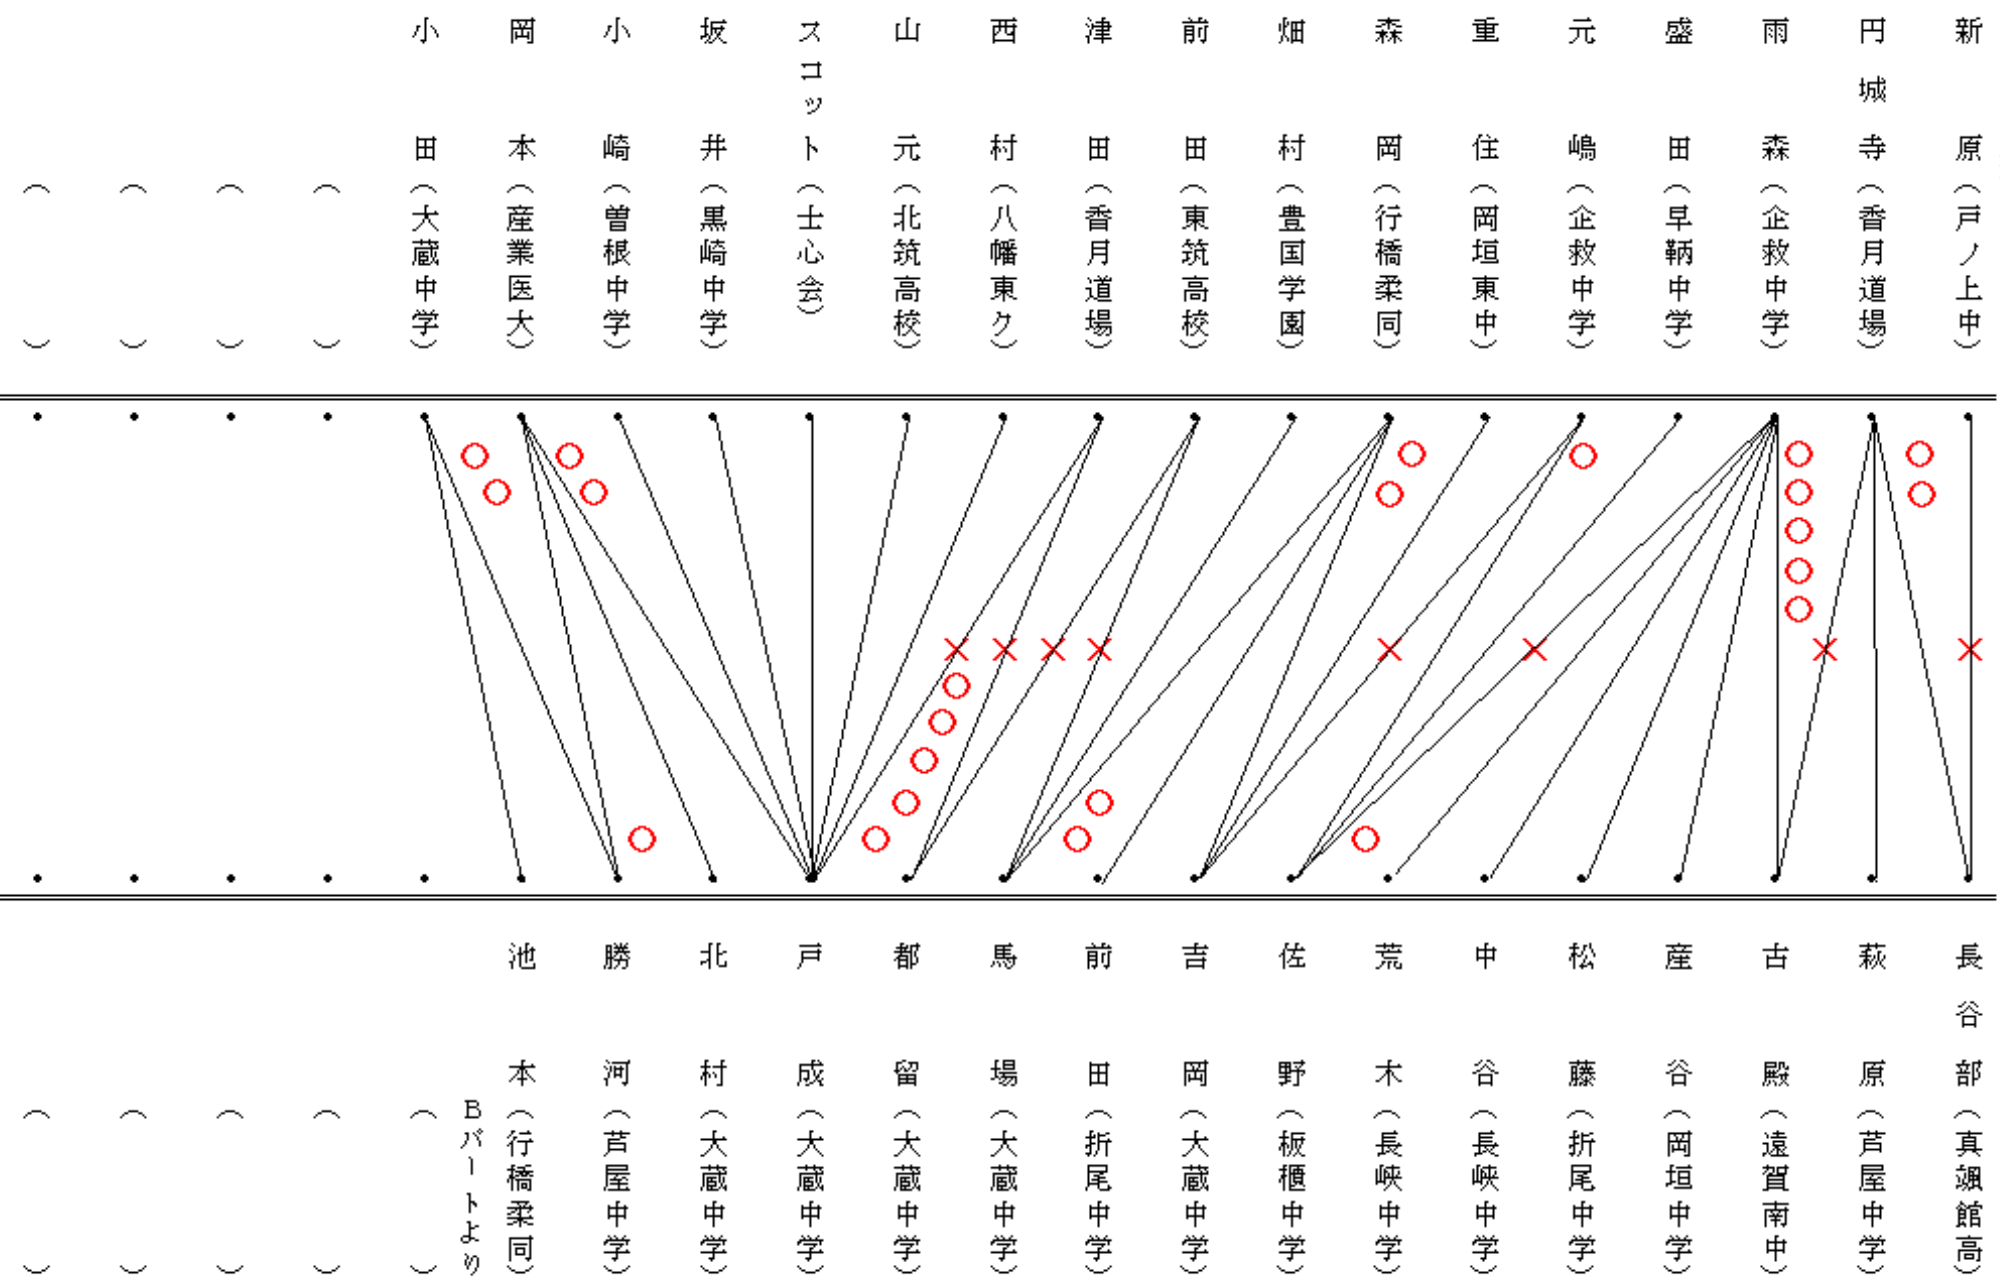 新原(戸ノ上中)
円城寺(香月道場)
雨森(企救中学)
盛田(早鞆中学)
元嶋(企救中学)
重住(岡垣東中)
森岡(行橋柔同)
畑村(豊国学園)
前田(東筑高校)
津田(香月道場)
西村(八幡東ク)
山元(北筑高校)
スコット(士心会)
坂井(黒崎中学)
小崎(曽根中学)
岡本(産業医大)
小田(大蔵中学)
( )
( )
( )
( )
長谷部(真颯館高)
萩原(芦屋中学)
古殿(遠賀南中)
産谷(岡垣中学)
松藤(折尾中学)
中谷(長峡中学)
荒木(長峡中学)
佐野(板櫃中学)
吉岡(大蔵中学)
前田(折尾中学)
馬場(大蔵中学)
都留(大蔵中学)
戸成(大蔵中学)
北村(大蔵中学)
勝河(芦屋中学)
池本(行橋柔同)
Bパートより
( )
( )
( )
( )
( )